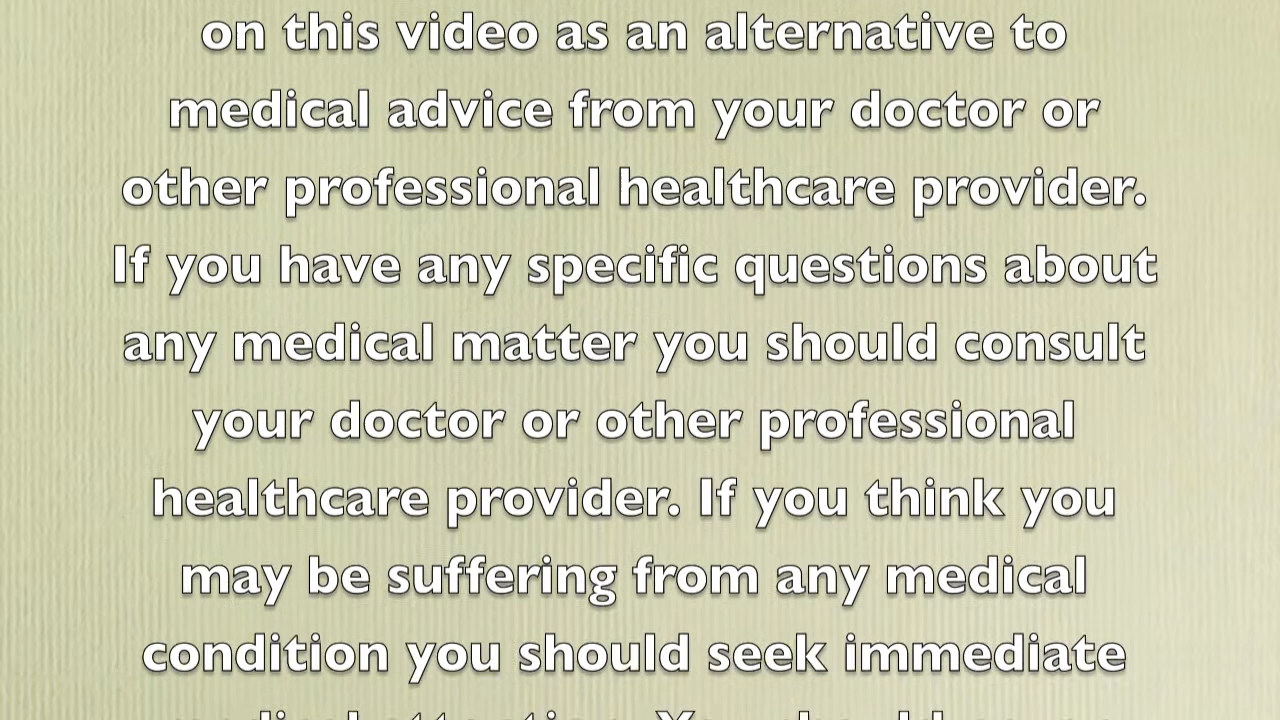 on this video as an alternative to
medical advice from your doctor or
other professional healthcare provider.
If you have any specific questions about
any medical matter you should consult
your doctor or other professional
healthcare provider. If you think you
may be suffering from any medical
condition you should seek immediate